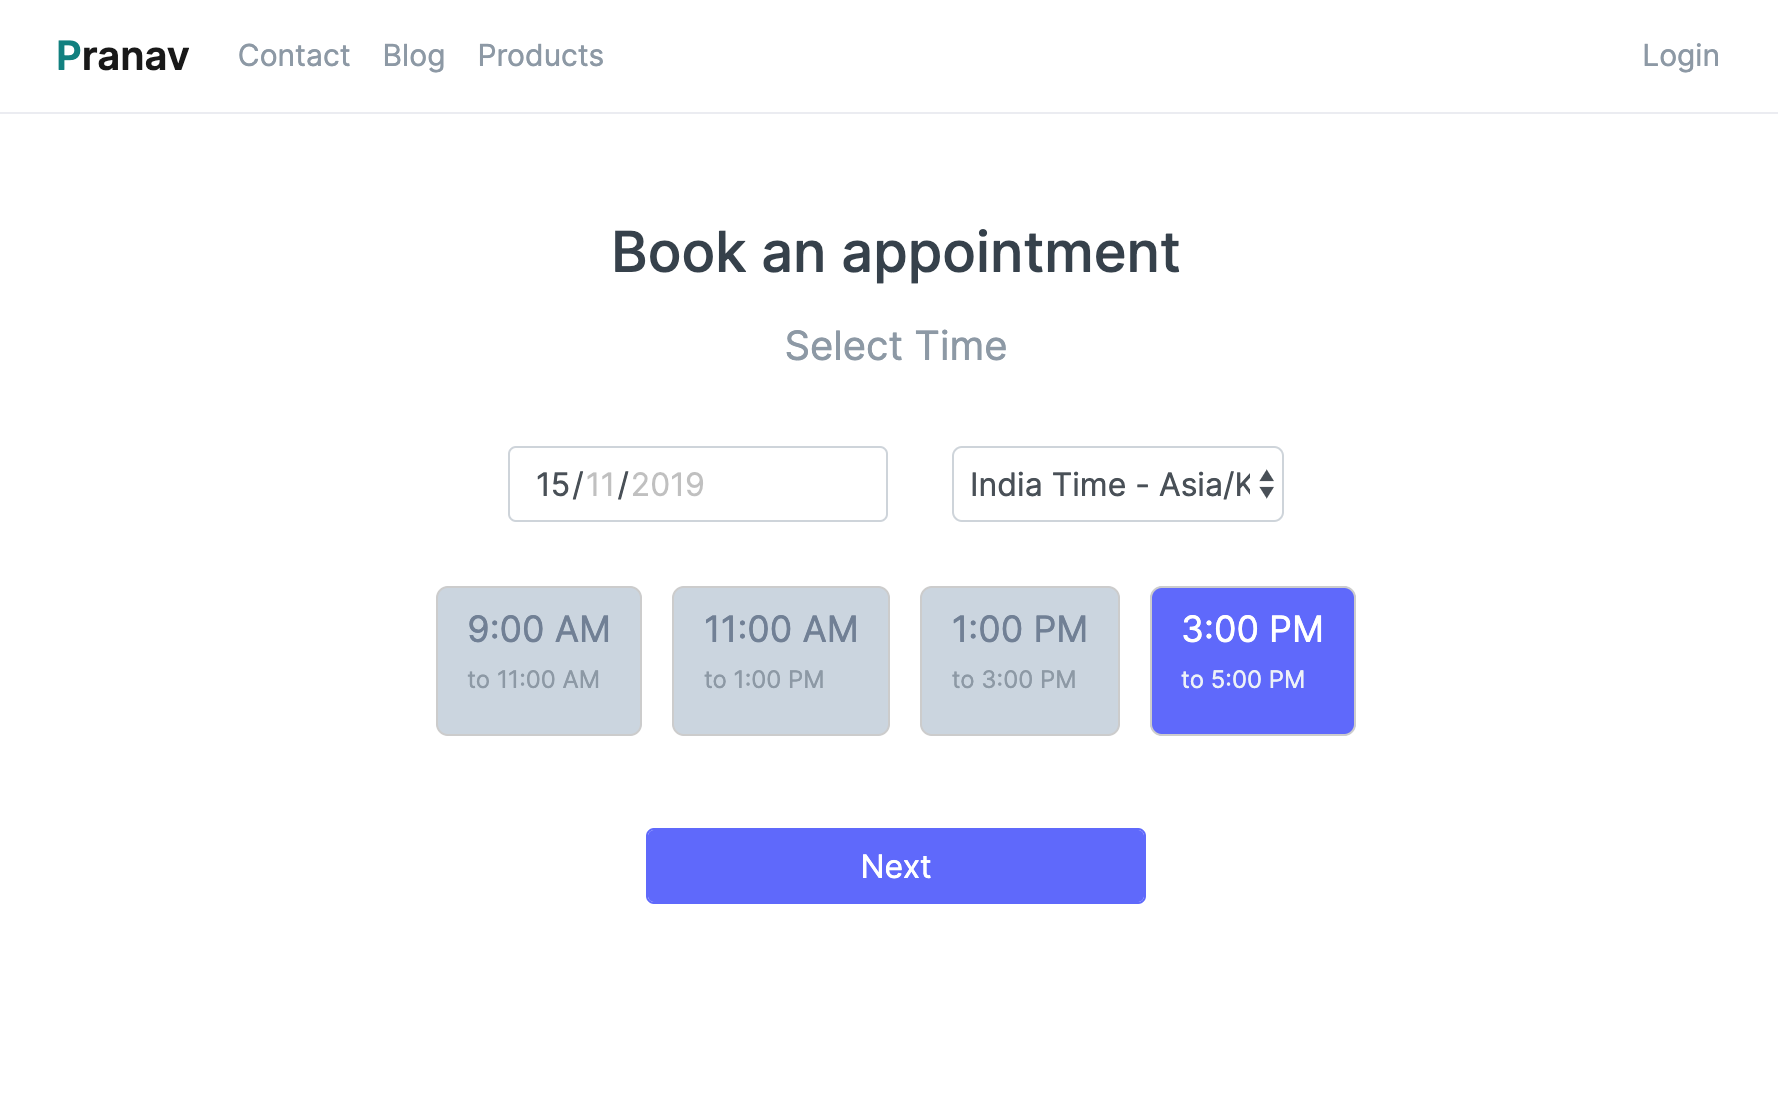 Pranav Contact Blog Products Login
Book an appointment
Select Time
15/11/2019 India Time - Asia/K
9:00 AM 11:00 AM 1:00 PM 3:00 PM
to 11:00 AM to 1:00 PM to 3:00 PM to 5:00 PM
Next